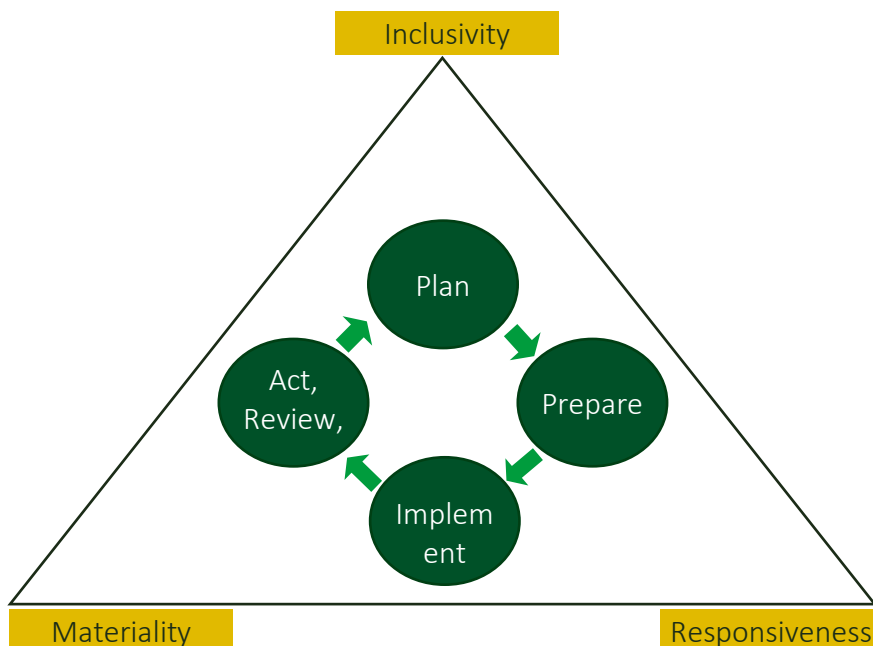 Inclusivity
Plan
Act,
Review,
Prepare
Implem
ent
Materiality
Responsiveness